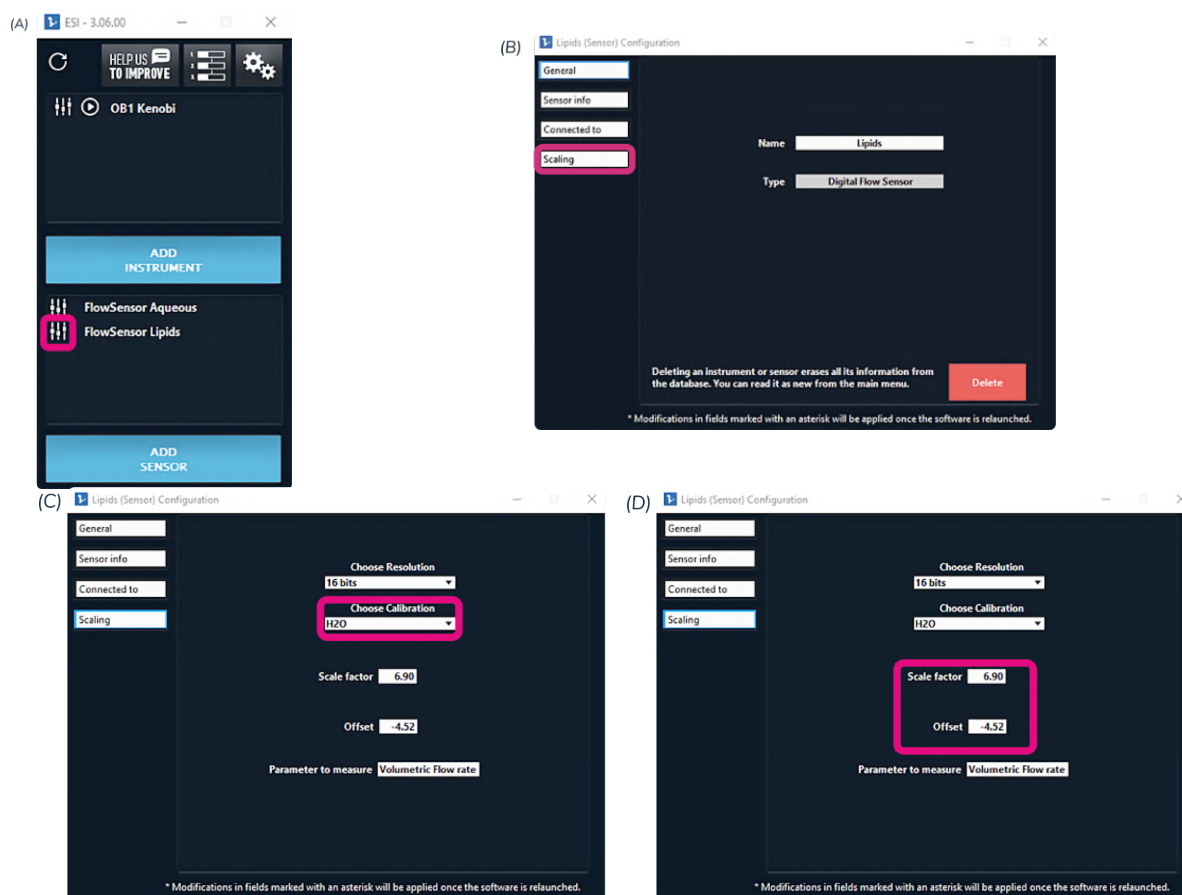 (A)
ESI - 3.06.00
HELP US
TO IMPROVE
1
2
3
OB1 Kenobi
ADD
INSTRUMENT
FlowSensor Aqueous
FlowSensor Lipids
ADD
SENSOR
(B)
Lipids (Sensor) Configuration
General
Sensor info
Connected to
Scaling
Name Lipids
Type Digital Flow Sensor
Deleting an instrument or sensor erases all its information from
the database. You can read it as new from the main menu.
Delete
* Modifications in fields marked with an asterisk will be applied once the software is relaunched.
(C)
Lipids (Sensor) Configuration
General
Sensor info
Connected to
Scaling
Choose Resolution
16 bits
Choose Calibration
H2O
Scale factor 6.90
Offset -4.52
Parameter to measure Volumetric Flow rate
* Modifications in fields marked with an asterisk will be applied once the software is relaunched.
(D)
Lipids (Sensor) Configuration
General
Sensor info
Connected to
Scaling
Choose Resolution
16 bits
Choose Calibration
H2O
Scale factor 6.90
Offset -4.52
Parameter to measure Volumetric Flow rate
* Modifications in fields marked with an asterisk will be applied once the software is relaunched.